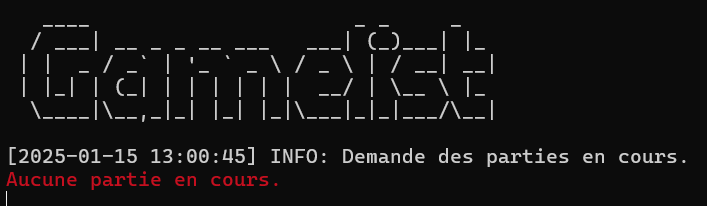 Gamelist
[2025-01-15 13:00:45] INFO: Demande des parties en cours.
Aucune partie en cours.